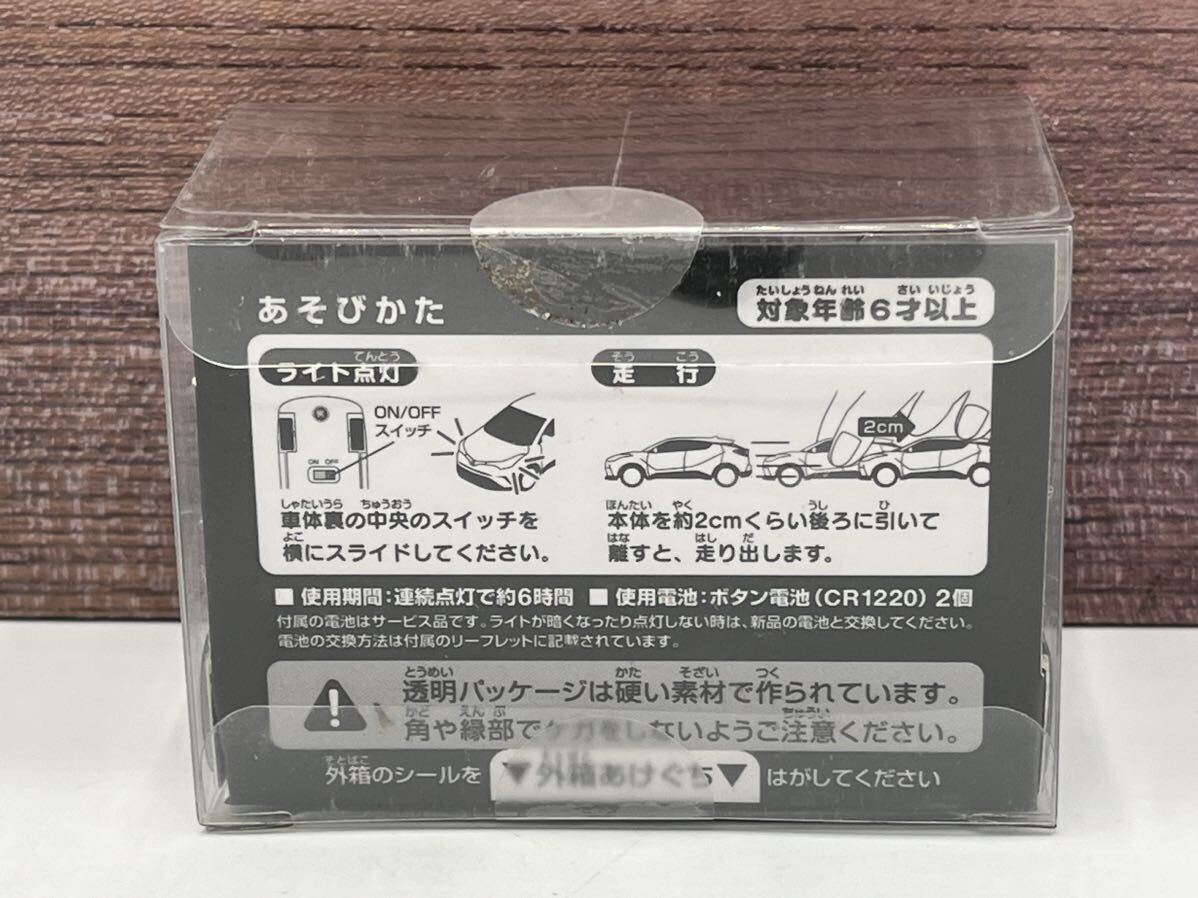 あそびかた
たいしょうねんれい さいいじょう
対象年齢6才以上
てんとう
ライト点灯
そう こう
走 行
ON/OFF
スイッチ
ON OFF
2cm
しゃたいうら ちゅうおう
車体裏の中央のスイッチを
よこ
横にスライドしてください。
ほんたい やく うし ひ
本体を約2cmくらい後ろに引いて
はな はし だ
離すと、走り出します。
■ 使用期間:連続点灯で約6時間 ■ 使用電池:ボタン電池(CR1220)2個
付属の電池はサービス品です。ライトが暗くなったり点灯しない時は、新品の電池と交換してください。
電池の交換方法は付属のリーフレットに記載されています。
とうめい かた そざい つく
透明パッケージは硬い素材で作られています。
かど えんぶ ちゅうい
角や縁部でケガをしないようご注意ください。
そとばこ
外箱のシールを ▼外箱あけぐち▼ はがしてください